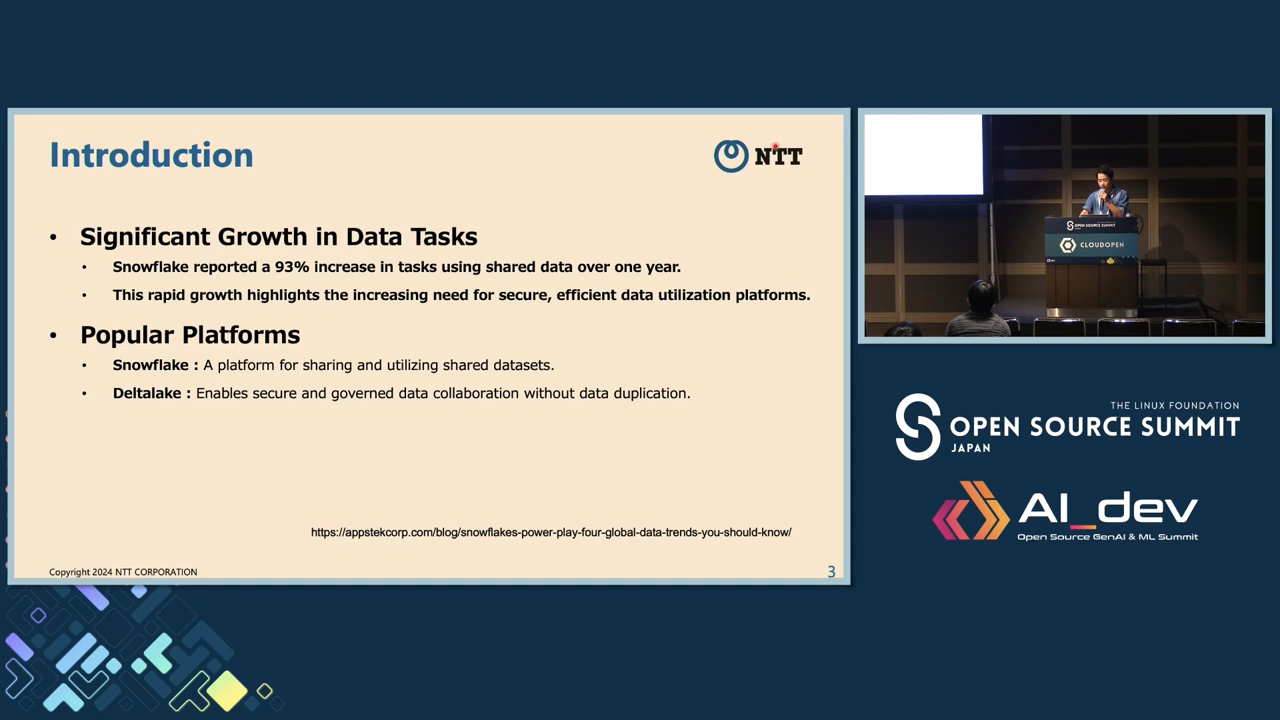 Introduction
NTT
• Significant Growth in Data Tasks
• Snowflake reported a 93% increase in tasks using shared data over one year.
• This rapid growth highlights the increasing need for secure, efficient data utilization platforms.
• Popular Platforms
• Snowflake : A platform for sharing and utilizing shared datasets.
• Deltalake : Enables secure and governed data collaboration without data duplication.
https://appstekcorp.com/blog/snowflakes-power-play-four-global-data-trends-you-should-know/
Copyright 2024 NTT CORPORATION
3
OPEN SOURCE SUMMIT
CLOUDOPEN
THE LINUX FOUNDATION
OPEN SOURCE SUMMIT
JAPAN
AI_dev
Open Source GenAI & ML Summit